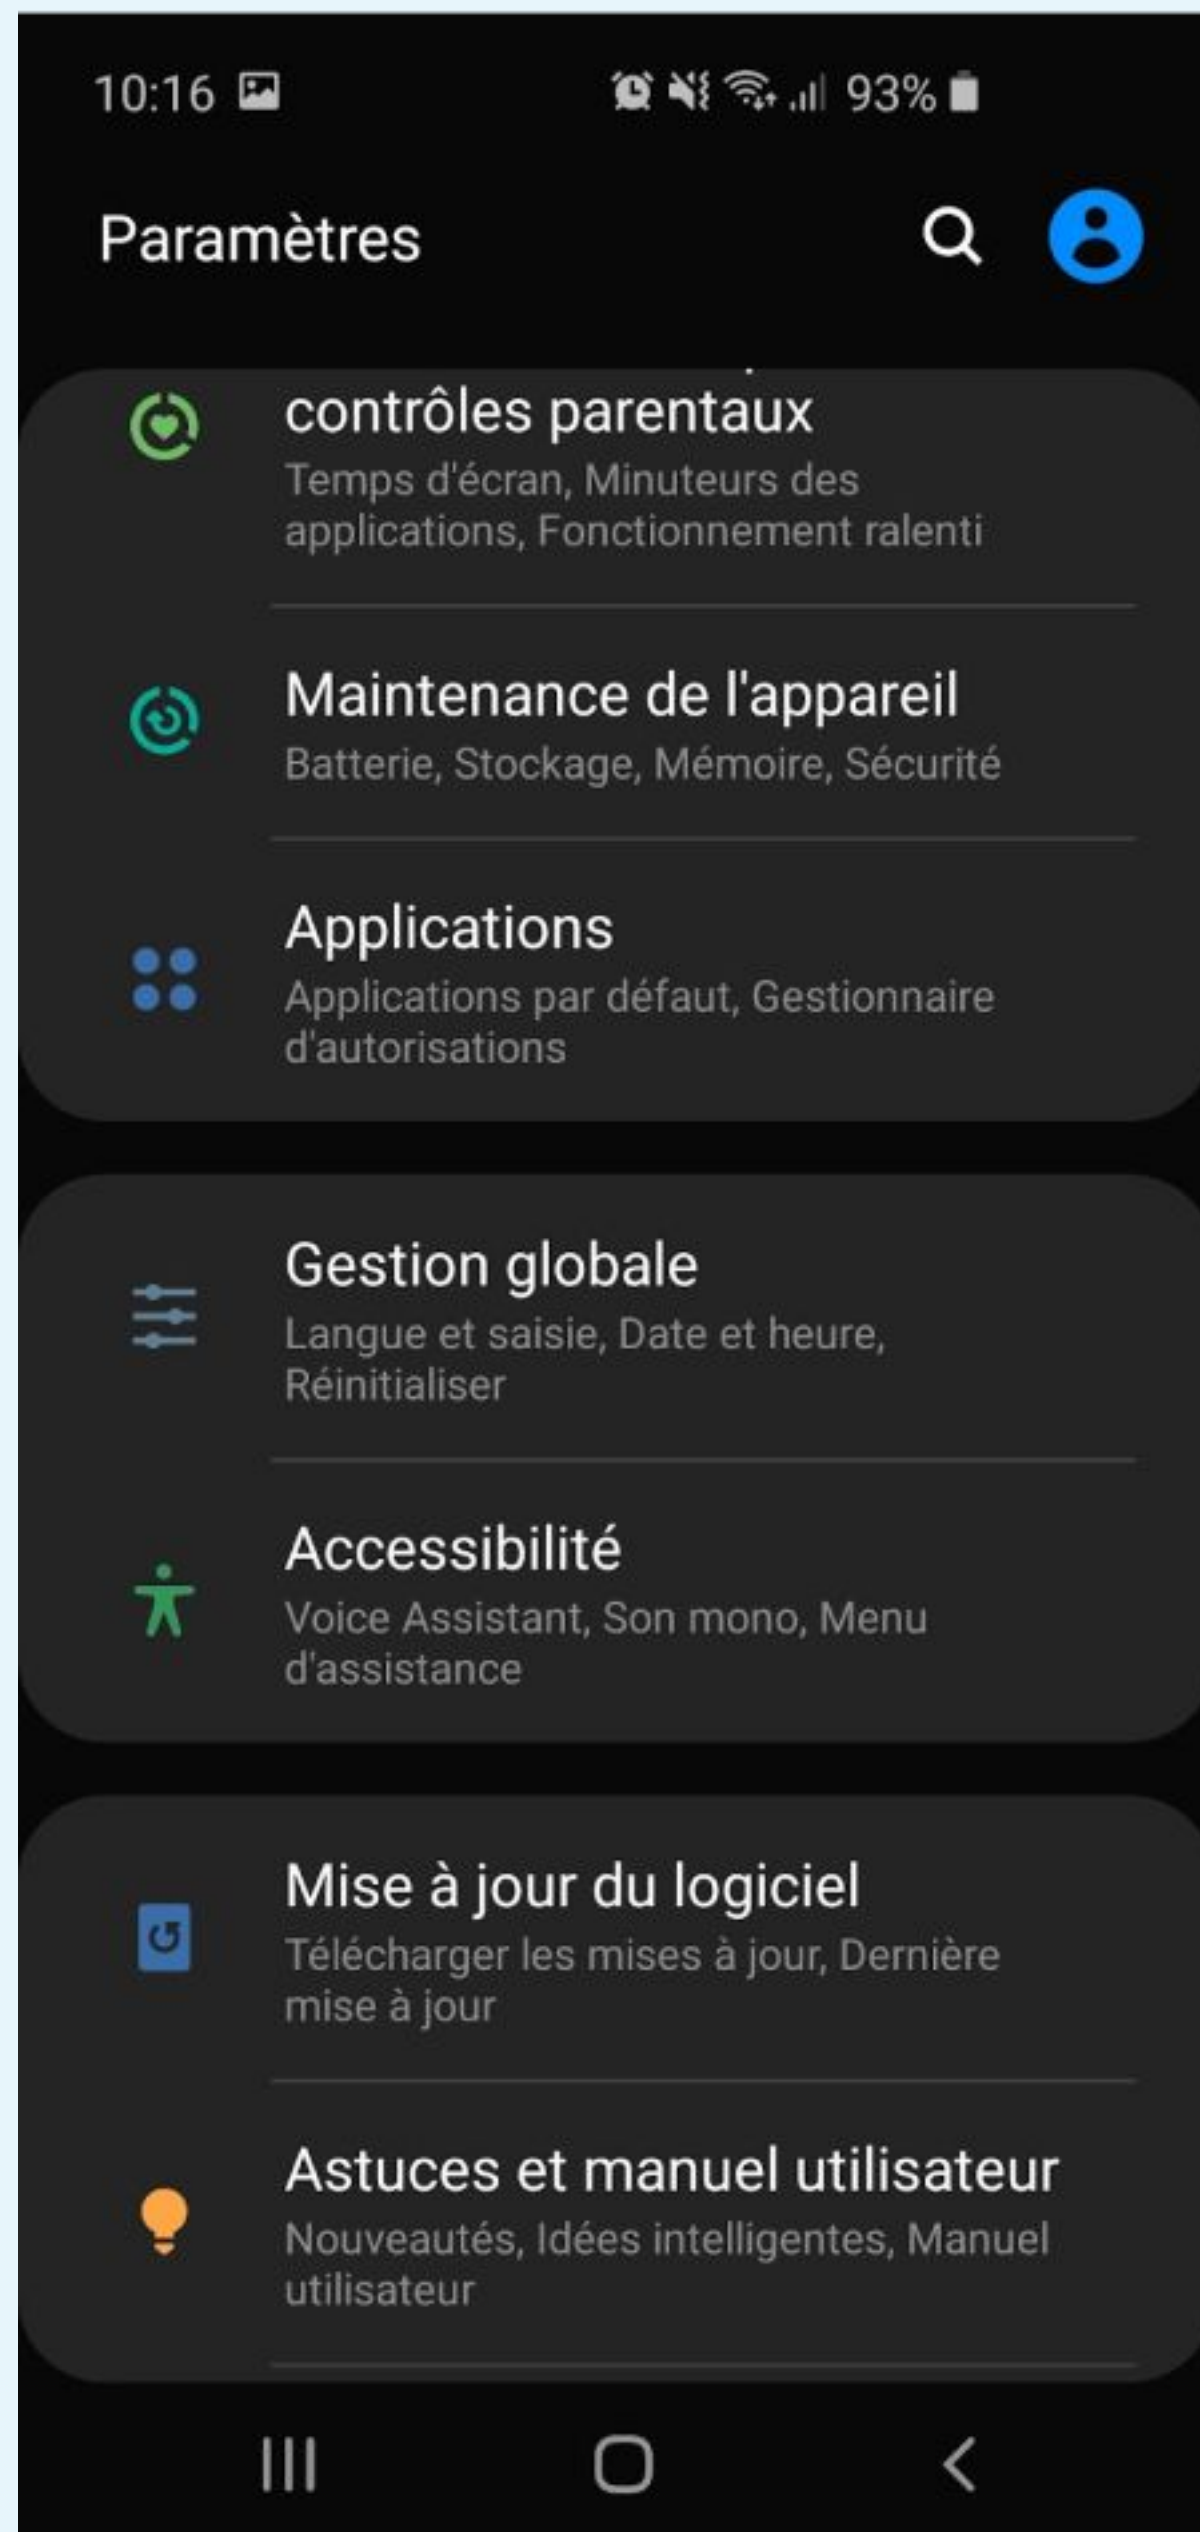 10:16
93%
Paramètres
contrôles parentaux
Temps d'écran, Minuteurs des
applications, Fonctionnement ralenti
Maintenance de l'appareil
Batterie, Stockage, Mémoire, Sécurité
Applications
Applications par défaut, Gestionnaire
d'autorisations
Gestion globale
Langue et saisie, Date et heure,
Réinitialiser
Accessibilité
Voice Assistant, Son mono, Menu
d'assistance
Mise à jour du logiciel
Télécharger les mises à jour, Dernière
mise à jour
Astuces et manuel utilisateur
Nouveautés, Idées intelligentes, Manuel
utilisateur